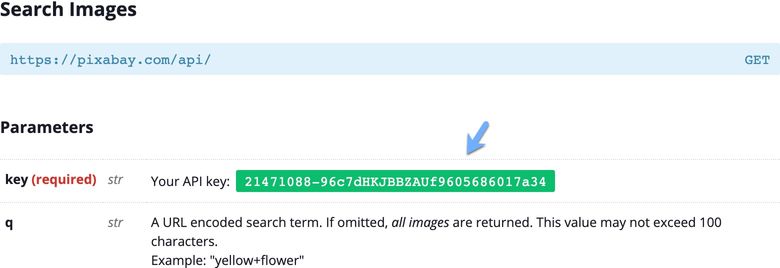 Search Images
https://pixabay.com/api/ GET
Parameters
key (required) str Your API key: 21471088-96c7dHKJBBZAUf9605686017a34
q str A URL encoded search term. If omitted, all images are returned. This value may not exceed 100
characters.
Example: "yellow+flower"